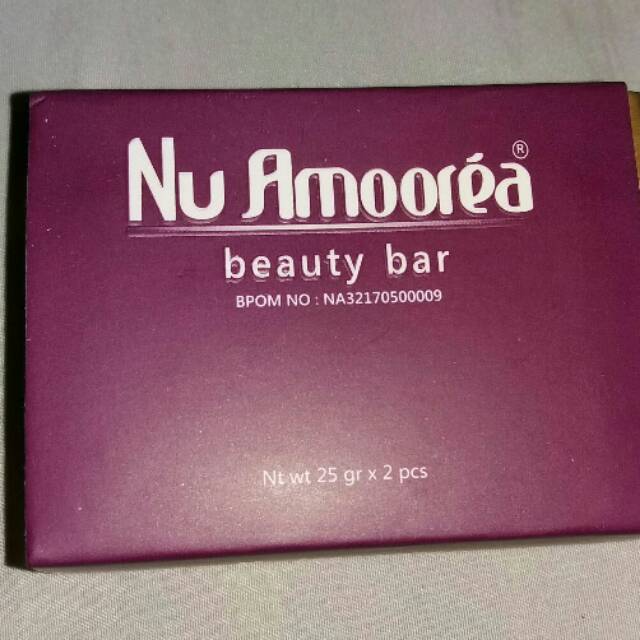 Nu Amooréa ®
beauty bar
BPOM NO : NA32170500009
Nt wt 25 gr x 2 pcs